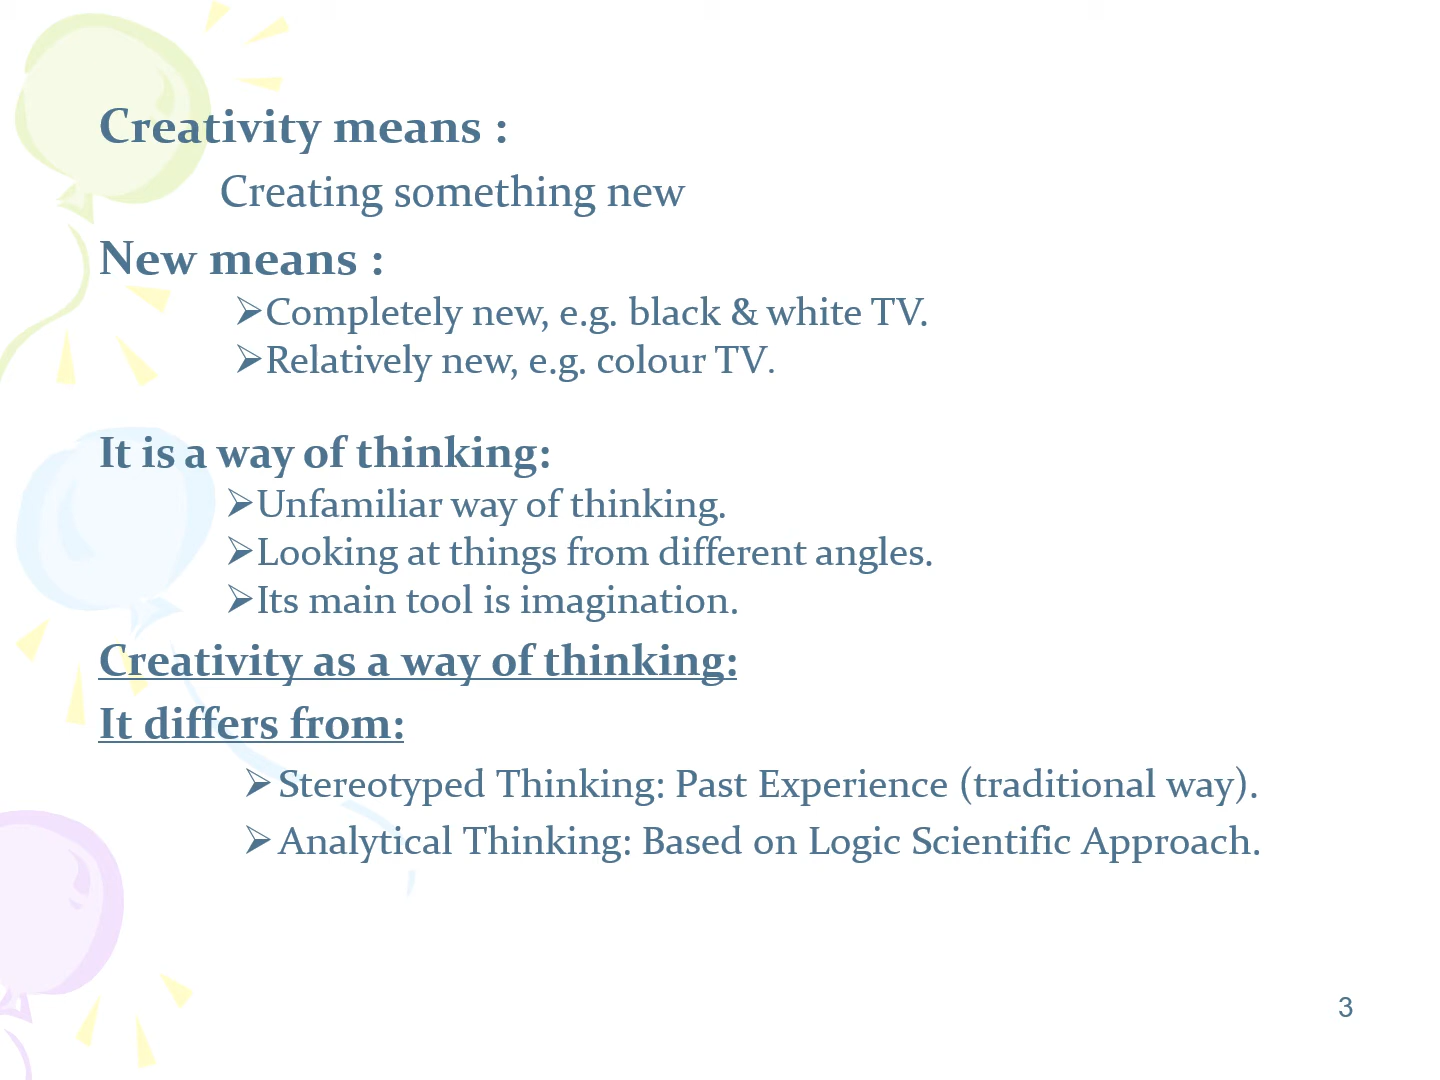 Creativity means :
Creating something new
New means :
➢Completely new, e.g. black & white TV.
➢Relatively new, e.g. colour TV.
It is a way of thinking:
➢Unfamiliar way of thinking.
➢Looking at things from different angles.
➢Its main tool is imagination.
Creativity as a way of thinking:
It differs from:
➢Stereotyped Thinking: Past Experience (traditional way).
➢Analytical Thinking: Based on Logic Scientific Approach.
3